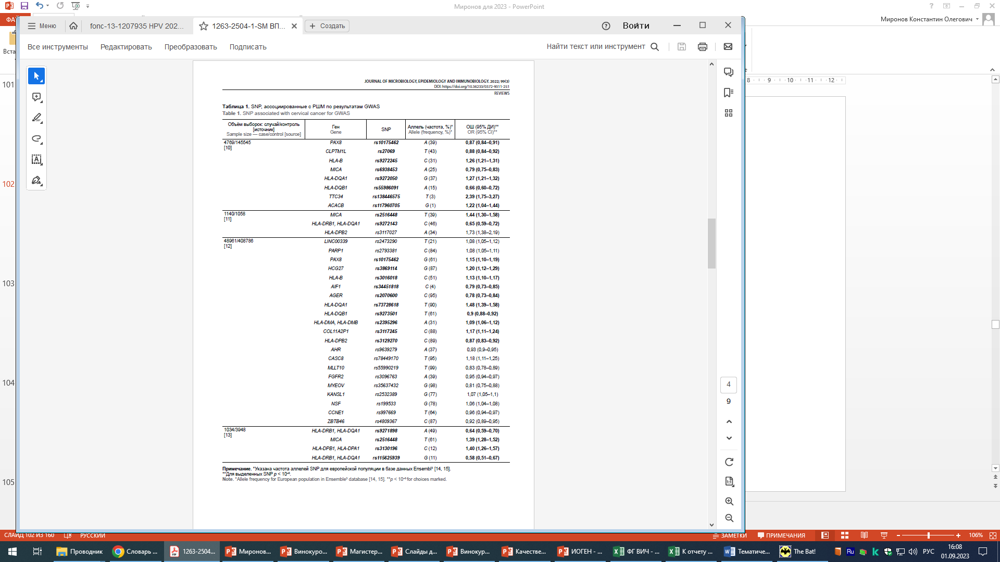 Миронов для 2023 - PowerPoint
Миронов Константин Олегович
Меню
fonc-13-1207935 HPV 202...
1263-2504-1-SM ВП...
Создать
Войти
Все инструменты
Редактировать
Преобразовать
Подписать
Найти текст или инструмент
JOURNAL OF MICROBIOLOGY, EPIDEMIOLOGY AND IMMUNOBIOLOGY. 2022; 99(3)
DOI: https://doi.org/10.36233/0372-9311-251
REVIEWS
Таблица 1. SNP, ассоциированные с РШМ по результатам GWAS
Table 1. SNP associated with cervical cancer for GWAS
Объём выборок: случай/контроль [источник] Sample size — case/control [source] Ген Gene SNP Аллель (частота, %)* Allele (frequency, %)* ОШ (95% ДИ)** OR (95% CI)**
4769/145545 [10] PAX8 rs10175462 A (39) 0,87 (0,84–0,91)
CLPTM1L rs27069 T (43) 0,88 (0,84–0,92)
HLA-B rs9272245 C (31) 1,26 (1,21–1,31)
MICA rs6938453 A (25) 0,79 (0,75–0,83)
HLA-DQA1 rs9272050 G (37) 1,27 (1,21–1,32)
HLA-DQB1 rs55986091 A (15) 0,66 (0,60–0,72)
TTC34 rs138446575 T (3) 2,39 (1,75–3,27)
ACACB rs117960705 G (1) 1,22 (1,04–1,44)
1140/1058 [11] MICA rs2516448 T (39) 1,44 (1,30–1,58)
HLA-DRB1, HLA-DQA1 rs9272143 C (46) 0,65 (0,59–0,72)
HLA-DPB2 rs3117027 A (34) 1,73 (1,38–2,19)
48961/408786 [12] LINC00339 rs2473290 T (21) 1,08 (1,05–1,12)
PARP1 rs2793381 C (84) 1,08 (1,05–1,11)
PAX8 rs10175462 G (61) 1,15 (1,10–1,19)
HCG27 rs3869114 G (87) 1,20 (1,12–1,29)
HLA-B rs3016018 C (51) 1,13 (1,10–1,17)
AIF1 rs34451818 C (4) 0,79 (0,73–0,85)
AGER rs2070600 C (95) 0,78 (0,73–0,84)
HLA-DQA1 rs73728618 T (90) 1,48 (1,39–1,58)
HLA-DQB1 rs9273501 T (61) 0,9 (0,88–0,92)
HLA-DMA, HLA-DMB rs2395296 A (31) 1,09 (1,06–1,12)
COL11A2P1 rs3117245 C (88) 1,17 (1,11–1,24)
HLA-DPB2 rs3129270 C (89) 0,87 (0,83–0,92)
AHR rs9639279 A (37) 0,93 (0,9–0,95)
CASC8 rs78449170 T (95) 1,18 (1,11–1,25)
MLLT10 rs55990219 T (99) 0,83 (0,78–0,89)
FGFR2 rs3096763 A (39) 0,95 (0,94–0,97)
MYEOV rs35637432 G (98) 0,81 (0,75–0,88)
KANSL1 rs2532389 G (77) 1,07 (1,05–1,1)
NSF rs199533 G (78) 1,06 (1,04–1,08)
CCNE1 rs997669 T (64) 0,96 (0,94–0,97)
ZBTB46 rs4809367 C (87) 0,92 (0,89–0,95)
1034/3948 [13] HLA-DRB1, HLA-DQA1 rs9271898 A (49) 0,64 (0,59–0,70)
MICA rs2516448 T (61) 1,39 (1,28–1,52)
HLA-DPB1, HLA-DPA1 rs3130196 C (12) 1,40 (1,26–1,57)
HLA-DRB1, HLA-DQA1 rs115625939 G (11) 0,58 (0,51–0,67)
Примечание. *Указана частота аллелей SNP для европейской популяции в базе данных Ensembl³ [14, 15].
**Для выделенных SNP p < 10⁻⁶.
Note. *Allele frequency for European population in Ensemble³ database [14, 15]. **p < 10⁻⁶ for choices marked.
101
102
103
104
105
8 9 10 11 12
4
9
СЛАЙД 102 ИЗ 160
РУССКИЙ
ЗАМЕТКИ
ПРИМЕЧАНИЯ
106%
Проводник
Словарь ...
1263-2504...
Миронов...
Винокуро...
Магистер...
Слайды д...
Винокур...
Качестве...
ИОГЕН - ...
ФГ ВИЧ - ...
К отчету ...
Тематиче...
The Bat!
Ru
РУС
16:08
01.09.2023